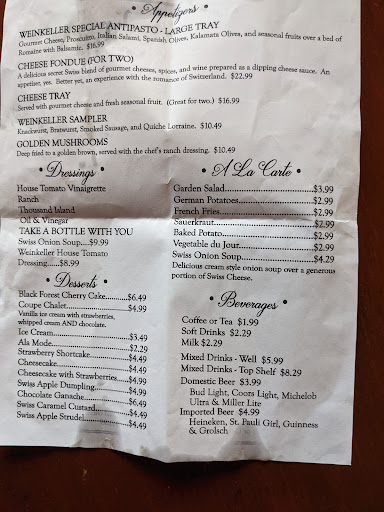 • Appetizers •
WEINKELLER SPECIAL ANTIPASTO - LARGE TRAY
Gourmet Cheese, Proscuitto, Italian Salami, Spanish Olives, Kalamata Olives, and seasonal fruits over a bed of
Romaine with Balsamic. $16.99
CHEESE FONDUE (FOR TWO)
A delicious secret Swiss blend of gourmet cheeses, spices, and wine prepared as a dipping cheese sauce. An
appetiser, yes. Better yet, an experience with the romance of Switzerland. $22.99
CHEESE TRAY
Served with gourmet cheese and fresh seasonal fruit. (Great for two.) $16.99
WEINKELLER SAMPLER
Knackwurst, Bratwurst, Smoked Sausage, and Quiche Lorraine. $10.49
GOLDEN MUSHROOMS
Deep fried to a golden brown, served with the chef's ranch dressing. $10.49
• Dressings •
House Tomato Vinaigrette
Ranch
Thousand Island
Oil & Vinegar
TAKE A BOTTLE WITH YOU
Swiss Onion Soup....$9.99
Weinkeller House Tomato
Dressing.....$8.99
• Desserts •
Black Forest Cherry Cake.........$6.49
Coupe Chalet.........$4.99
Vanilla ice cream with strawberries,
whipped cream AND chocolate.
Ice Cream.........$3.49
Ala Mode.........$2.29
Strawberry Shortcake.........$4.49
Cheesecake.........$4.49
Cheesecake with Strawberries....$4.99
Swiss Apple Dumpling.........$4.99
Chocolate Ganache.........$6.49
Swiss Caramel Custard.........$4.49
Swiss Apple Strudel.........$4.49
• A La Carte •
Garden Salad.........$3.99
German Potatoes.........$2.99
French Fries.........$2.99
Sauerkraut.........$2.99
Baked Potato.........$2.99
Vegetable du Jour.........$2.99
Swiss Onion Soup.........$4.29
Delicious cream style onion soup over a generous
portion of Swiss Cheese.
• Beverages •
Coffee or Tea $1.99
Soft Drinks $2.29
Milk $2.29
Mixed Drinks - Well $5.99
Mixed Drinks - Top Shelf $8.29
Domestic Beer $3.99
Bud Light, Coors Light, Michelob
Ultra & Miller Lite
Imported Beer $4.99
Heineken, St. Pauli Girl, Guinness
& Grolsch